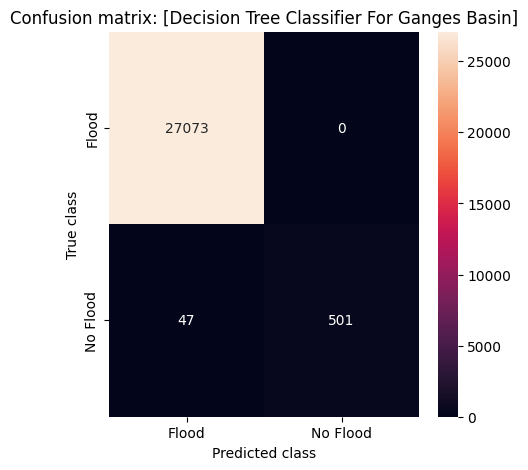 Confusion matrix: [Decision Tree Classifier For Ganges Basin]
True class
Flood
27073
0
No Flood
47
501
Flood
No Flood
Predicted class
25000
20000
15000
10000
5000
0